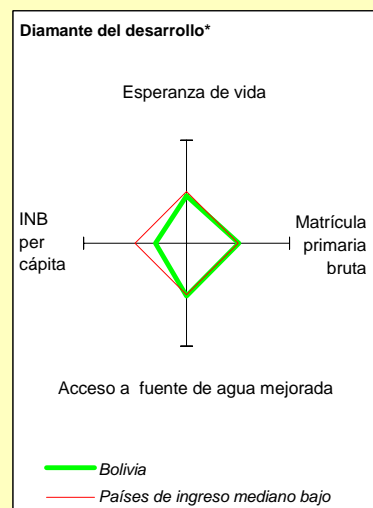 Diamante del desarrollo*
Esperanza de vida
INB
per
cápita
Matrícula
primaria
bruta
Acceso a fuente de agua mejorada
Bolivia
Países de ingreso mediano bajo